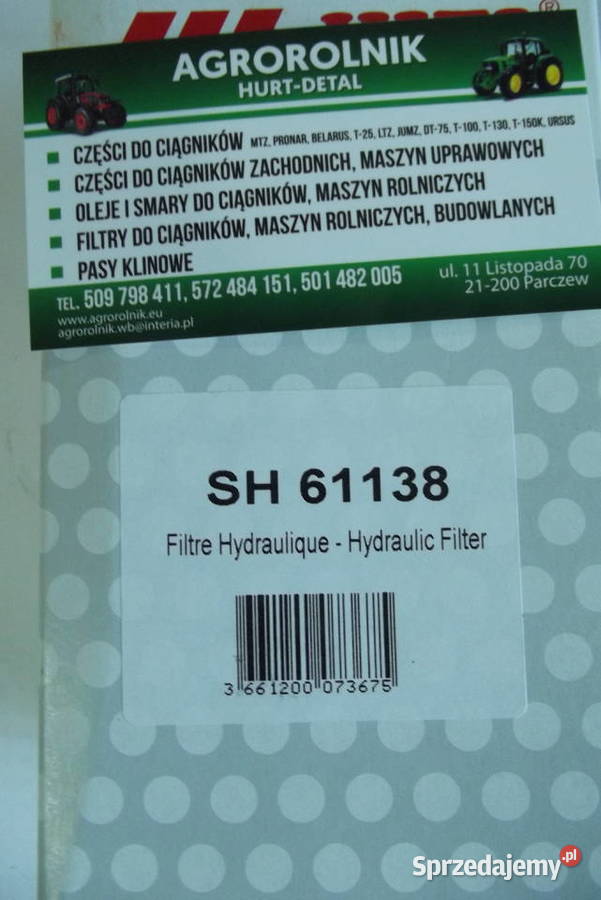 ®
AGROROLNIK
HURT-DETAL
CZĘŚCI DO CIĄGNIKÓW MTZ, PRONAR, BELARUS, T-25, LTZ, JUMZ, DT-75, T-100, T-130, T-150K, URSUS
CZĘŚCI DO CIĄGNIKÓW ZACHODNICH, MASZYN UPRAWOWYCH
OLEJE I SMARY DO CIĄGNIKÓW, MASZYN ROLNICZYCH
FILTRY DO CIĄGNIKÓW, MASZYN ROLNICZYCH, BUDOWLANYCH
PASY KLINOWE
TEL. 509 798 411, 572 484 151, 501 482 005
ul. 11 Listopada 70
21-200 Parczew
www.agrorolnik.eu
agrorolnik.wb@interia.pl
SH 61138
Filtre Hydraulique - Hydraulic Filter
3 661200 073675
Sprzedajemy.pl